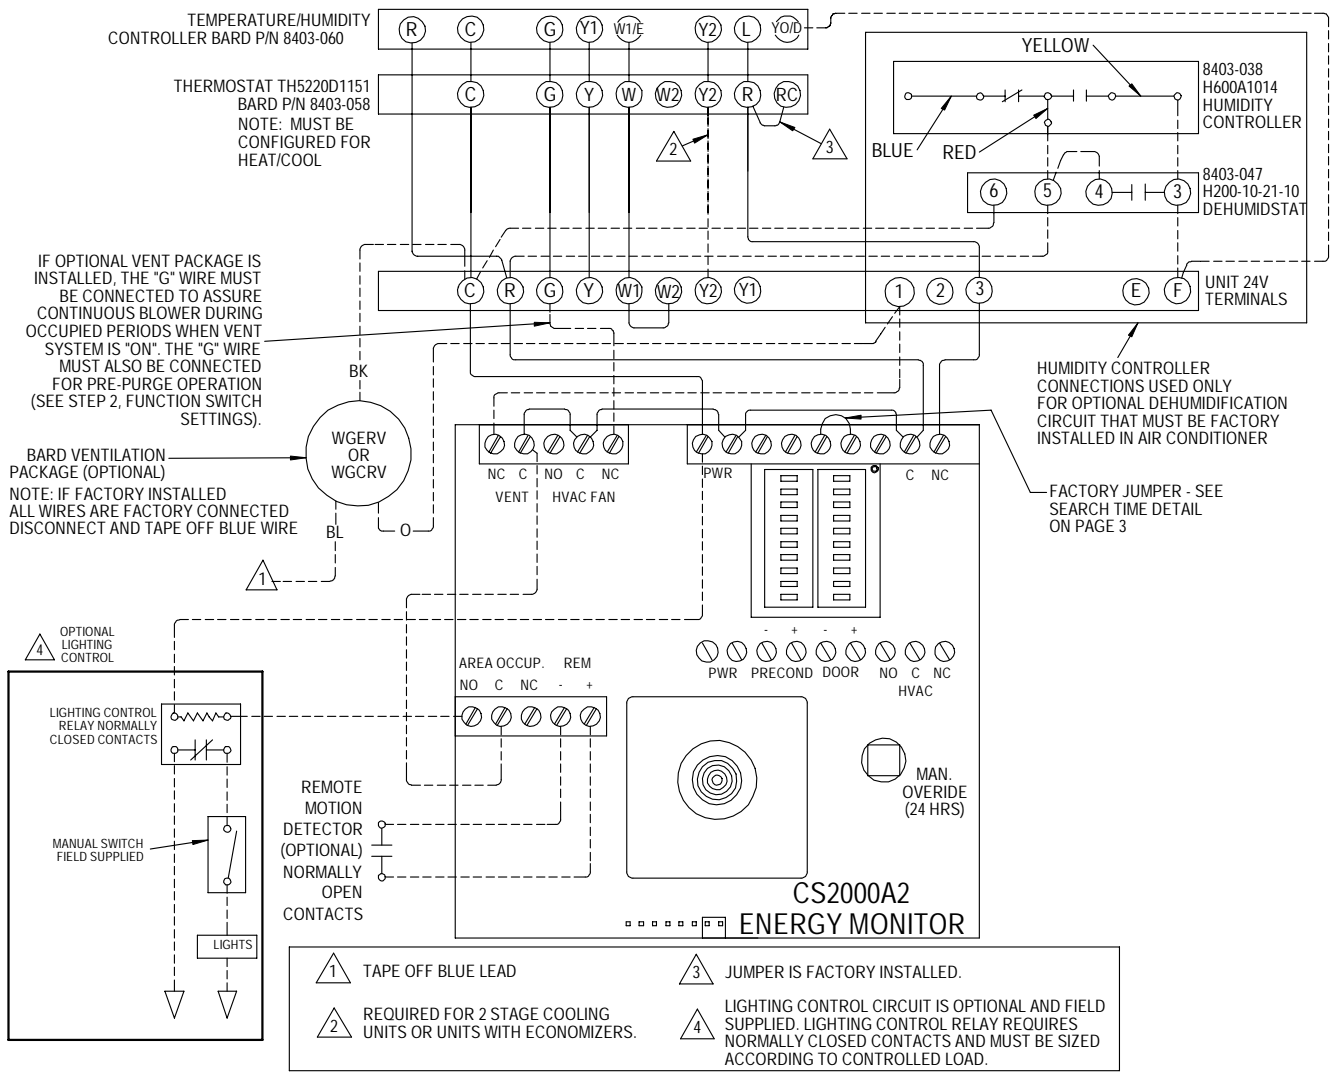 TEMPERATURE/HUMIDITY
CONTROLLER BARD P/N 8403-060
R C G Y1 W1/E Y2 L YO/D
THERMOSTAT TH5220D1151
BARD P/N 8403-058
NOTE:  MUST BE
CONFIGURED FOR
HEAT/COOL
C G Y W W2 Y2 R RC
2
3
YELLOW
BLUE
RED
8403-038
H600A1014
HUMIDITY
CONTROLLER
6 5 4 3
8403-047
H200-10-21-10
DEHUMIDSTAT
IF OPTIONAL VENT PACKAGE IS
INSTALLED, THE "G" WIRE MUST
BE CONNECTED TO ASSURE
CONTINUOUS BLOWER DURING
OCCUPIED PERIODS WHEN VENT
SYSTEM IS "ON". THE "G" WIRE
MUST ALSO BE CONNECTED
FOR PRE-PURGE OPERATION
(SEE STEP 2, FUNCTION SWITCH
SETTINGS).
C R G Y W1 W2 Y2 Y1 1 2 3 E F
UNIT 24V
TERMINALS
HUMIDITY CONTROLLER
CONNECTIONS USED ONLY
FOR OPTIONAL DEHUMIDIFICATION
CIRCUIT THAT MUST BE FACTORY
INSTALLED IN AIR CONDITIONER
BK
WGERV
OR
WGCRV
BARD VENTILATION
PACKAGE (OPTIONAL)
NOTE: IF FACTORY INSTALLED
ALL WIRES ARE FACTORY CONNECTED
DISCONNECT AND TAPE OFF BLUE WIRE
BL
O
1
NC C NO C NC
VENT HVAC FAN
PWR C NC
FACTORY JUMPER - SEE
SEARCH TIME DETAIL
ON PAGE 3
4
OPTIONAL
LIGHTING
CONTROL
LIGHTING CONTROL
RELAY NORMALLY
CLOSED CONTACTS
MANUAL SWITCH
FIELD SUPPLIED
LIGHTS
AREA OCCUP. REM
NO C NC - +
- + - +
PWR PRECOND DOOR NO C NC
HVAC
REMOTE
MOTION
DETECTOR
(OPTIONAL)
NORMALLY
OPEN
CONTACTS
MAN.
OVERIDE
(24 HRS)
CS2000A2
ENERGY MONITOR
1 TAPE OFF BLUE LEAD
2 REQUIRED FOR 2 STAGE COOLING
UNITS OR UNITS WITH ECONOMIZERS.
3 JUMPER IS FACTORY INSTALLED.
4 LIGHTING CONTROL CIRCUIT IS OPTIONAL AND FIELD
SUPPLIED. LIGHTING CONTROL RELAY REQUIRES
NORMALLY CLOSED CONTACTS AND MUST BE SIZED
ACCORDING TO CONTROLLED LOAD.